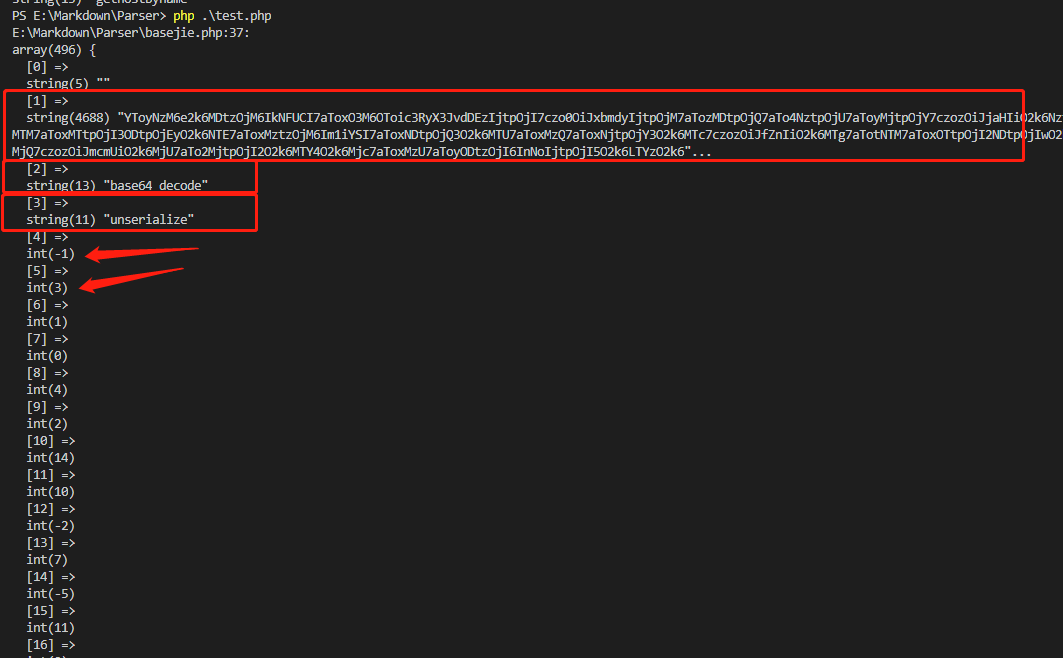 string(13) "gethostbyname"
PS E:\Markdown\Parser> php .\test.php
E:\Markdown\Parser\basejie.php:37:
array(496) {
[0] =>
string(5) ""
[1] =>
string(4688) "YToyNzM6e2k6MDtzOjM6IkNFUCI7aToxO3M6OToic3RyX3JvdDEzIjtpOjI7czo0OiJxbmdyIjtpOjM7aTozMDtpOjQ7aTo4NztpOjU7aToyMjtpOjY7czozOiJjaHIiO2k6Nz
MTM7aToxMTtpOjI3ODtpOjEyO2k6NTE7aToxMztzOjM6Im1iYSI7aToxNDtpOjQ3O2k6MTU7aToxMzQ7aToxNjtpOjY3O2k6MTc7czozOiJfZnIiO2k6MTg7aTotNTM7aToxOTtpOjI2NDtpOjIwO2
MjQ7czozOiJmcmUiO2k6MjU7aTo2MjtpOjI2O2k6MTY4O2k6Mjc7aToxMzU7aToyODtzOjI6InNoIjtpOjI5O2k6LTYzO2k6"...
[2] =>
string(13) "base64_decode"
[3] =>
string(11) "unserialize"
[4] =>
int(-1)
[5] =>
int(3)
[6] =>
int(1)
[7] =>
int(0)
[8] =>
int(4)
[9] =>
int(2)
[10] =>
int(14)
[11] =>
int(10)
[12] =>
int(-2)
[13] =>
int(7)
[14] =>
int(-5)
[15] =>
int(11)
[16] =>